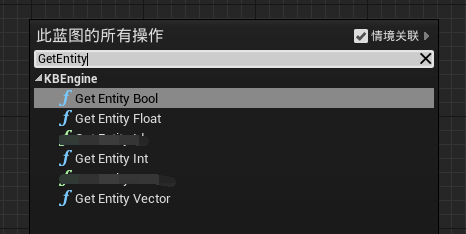 此蓝图的所有操作
情境关联
GetEntity
KBEngine
f Get Entity Bool
f Get Entity Float
f Get Entity Int
f Get Entity Vector